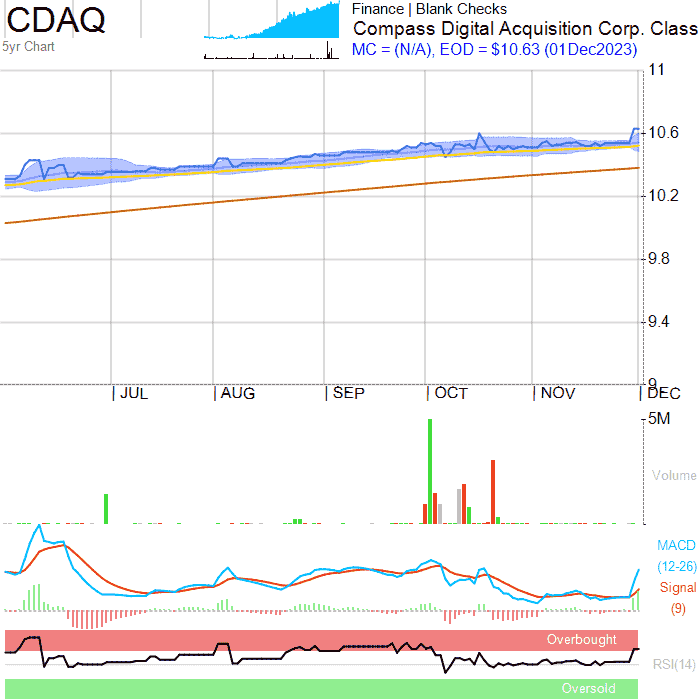 CDAQ
5yr Chart
Finance | Blank Checks
Compass Digital Acquisition Corp. Class
MC = (N/A), EOD = $10.63 (01Dec2023)
11
10.6
10.2
9.8
9.4
9
JUL AUG SEP OCT NOV DEC
5M
Volume
MACD
(12-26)
Signal
(9)
Overbought
RSI(14)
Oversold